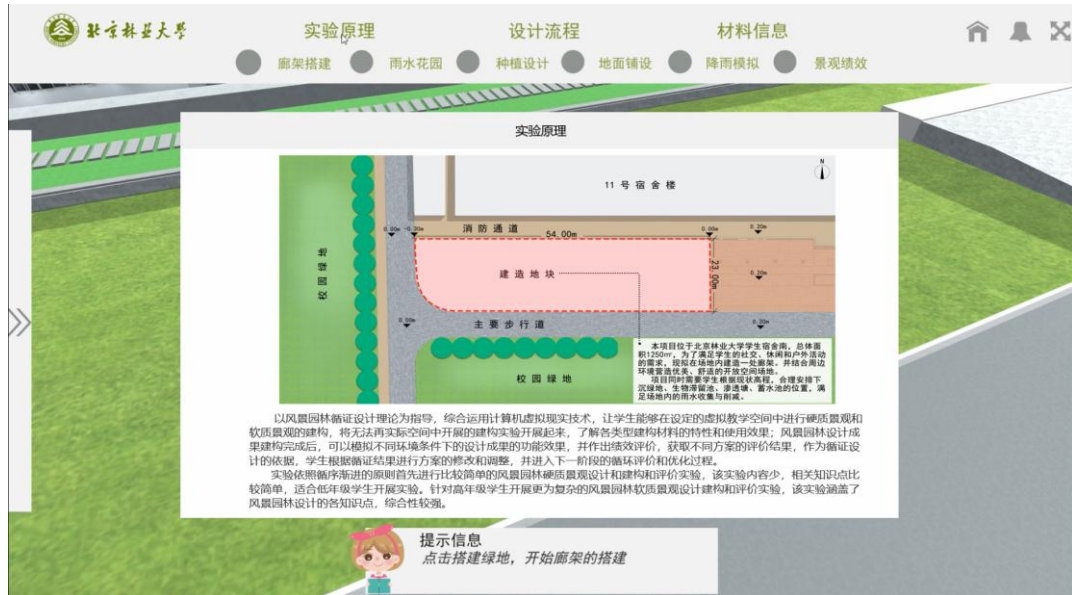 北京林业大学
实验原理
设计流程
材料信息
廊架搭建
雨水花园
种植设计
地面铺设
降雨模拟
景观绩效
实验原理
N
11号宿舍楼
校园绿地
0.00m
-0.30m
消防通道
54.00m
0.00m
0.20m
建造地块
23.00m
0.20m
0.00m
主要步行道
0.20m
校园绿地
本项目位于北京林业大学学生宿舍南，总体面
积1250㎡，为了满足学生的社交、休闲和户外活动
的需求，现拟在场地内建造一处廊架。并结合周边
环境营造优美、舒适的开放空间场地。
项目同时需要学生根据现状高程，合理安排下
沉绿地、生物滞留池、渗透塘、蓄水池的位置，满
足场地内的雨水收集与削减。
以风景园林循证设计理论为指导，综合运用计算机虚拟现实技术，让学生能够在设定的虚拟教学空间中进行硬质景观和
软质景观的建构，将无法再实际空间中开展的建构实验开展起来，了解各类型建构材料的特性和使用效果；风景园林设计成
果建构完成后，可以模拟不同环境条件下的设计成果的功能效果，并作出绩效评价，获取不同方案的评价结果，作为循证设
计的依据，学生根据循证结果进行方案的修改和调整，并进入下一阶段的循环评价和优化过程。
实验依照循序渐进的原则首先进行比较简单的风景园林硬质景观设计和建构和评价实验，该实验内容少，相关知识点比
较简单，适合低年级学生开展实验。针对高年级学生开展更为复杂的风景园林软质景观设计建构和评价实验，该实验涵盖了
风景园林设计的各知识点，综合性较强。
提示信息
点击搭建绿地，开始廊架的搭建